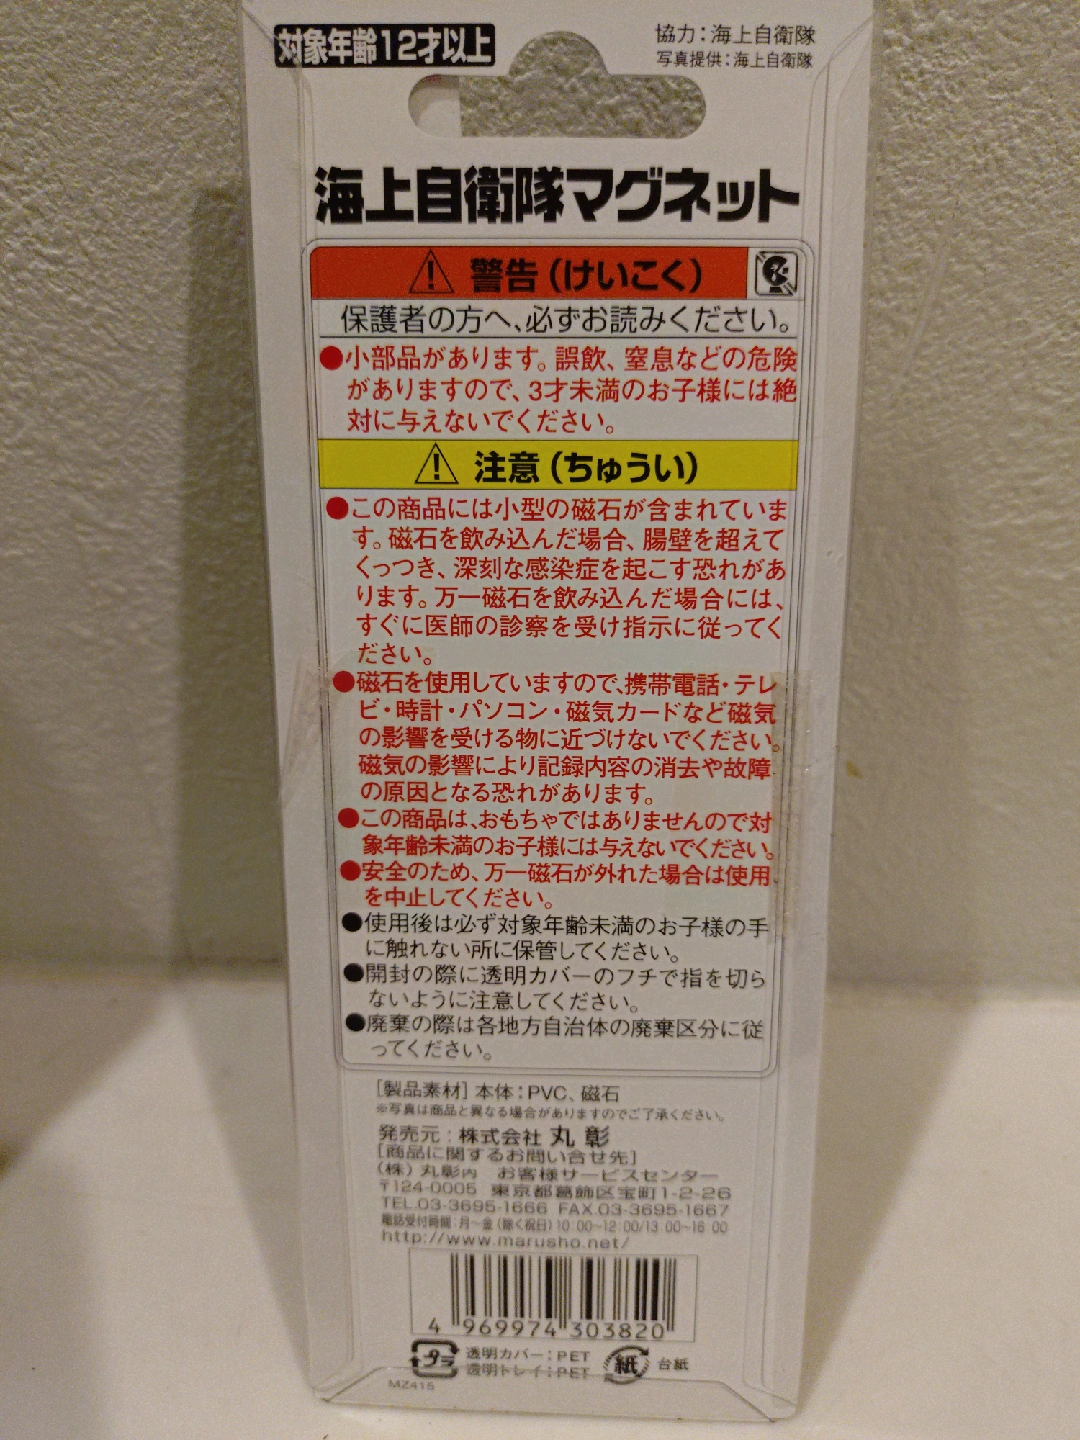 対象年齢12才以上
協力：海上自衛隊
写真提供：海上自衛隊
海上自衛隊マグネット
警告（けいこく）
保護者の方へ、必ずお読みください。
●小部品があります。誤飲、窒息などの危険
がありますので、3才未満のお子様には絶
対に与えないでください。
注意（ちゅうい）
●この商品には小型の磁石が含まれていま
す。磁石を飲み込んだ場合、腸壁を超えて
くっつき、深刻な感染症を起こす恐れがあ
ります。万一磁石を飲み込んだ場合には、
すぐに医師の診察を受け指示に従ってく
ださい。
●磁石を使用していますので、携帯電話・テレ
ビ・時計・パソコン・磁気カードなど磁気
の影響を受ける物に近づけないでください。
磁気の影響により記録内容の消去や故障
の原因となる恐れがあります。
●この商品は、おもちゃではありませんので対
象年齢未満のお子様には与えないでください。
●安全のため、万一磁石が外れた場合は使用
を中止してください。
●使用後は必ず対象年齢未満のお子様の手
に触れない所に保管してください。
●開封の際に透明カバーのフチで指を切ら
ないように注意してください。
●廃棄の際は各地方自治体の廃棄区分に従
ってください。
［製品素材］本体：PVC、磁石
※写真は商品と異なる場合がありますのでご了承ください。
発売元：株式会社 丸彰
［商品に関するお問い合せ先］
（株）丸彰内 お客様サービスセンター
〒124-0005 東京都葛飾区宝町1-2-26
TEL.03-3695-1666 FAX.03-3695-1667
電話受付時間：月〜金（除く祝日）10:00〜12:00/13:00〜16:00
http://www.marusho.net/
4 969974 303820
プラ 透明カバー：PET
透明トレイ：PET
紙 台紙
MZ415